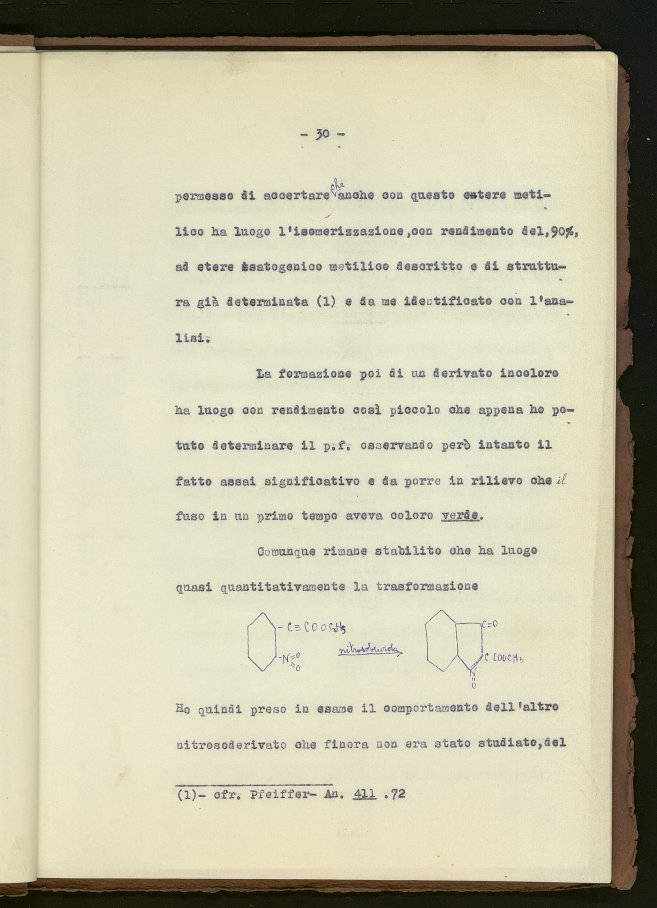 - 30 -
permesso di accertare che anche con questo estere meti-
lico ha luogo l'isomerizzazione, con rendimento del, 90%,
ad etere isatogenico metilico descritto e di struttu-
ra già determinata (1) e da me identificato con l'ana-
lisi.
La formazione poi di un derivato incoloro
ha luogo con rendimento così piccolo che appena ho po-
tuto determinare il p.f. osservando però intanto il
fatto assai significativo e da porre in rilievo che il
fuso in un primo tempo aveva coloro verde.
Comunque rimane stabilito che ha luogo
quasi quantitativamente la trasformazione
- C≡COOCH₃
-N=O
O
C=O
C COOCH₃
N
O
Ho quindi preso in esame il comportamento dell'altro
nitrosoderivato che finora non era stato studiato, del
(1)- cfr. Pfeiffer- An. 411 .72